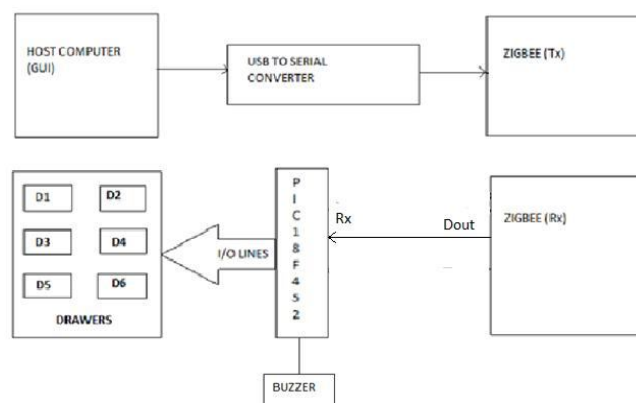 HOST COMPUTER
(GUI)
USB TO SERIAL
CONVERTER
ZIGBEE (Tx)
D1
D2
D3
D4
D5
D6
DRAWERS
I/O LINES
P
I
C
1
8
F
4
5
2
Rx
Dout
ZIGBEE (Rx)
BUZZER